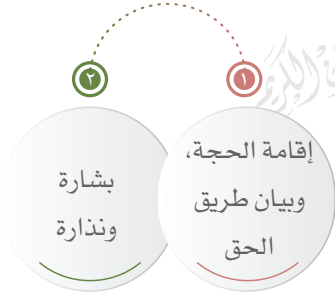 ١
إقامة الحجة،
وبيان طريق
الحق
٢
بشارة
ونذارة